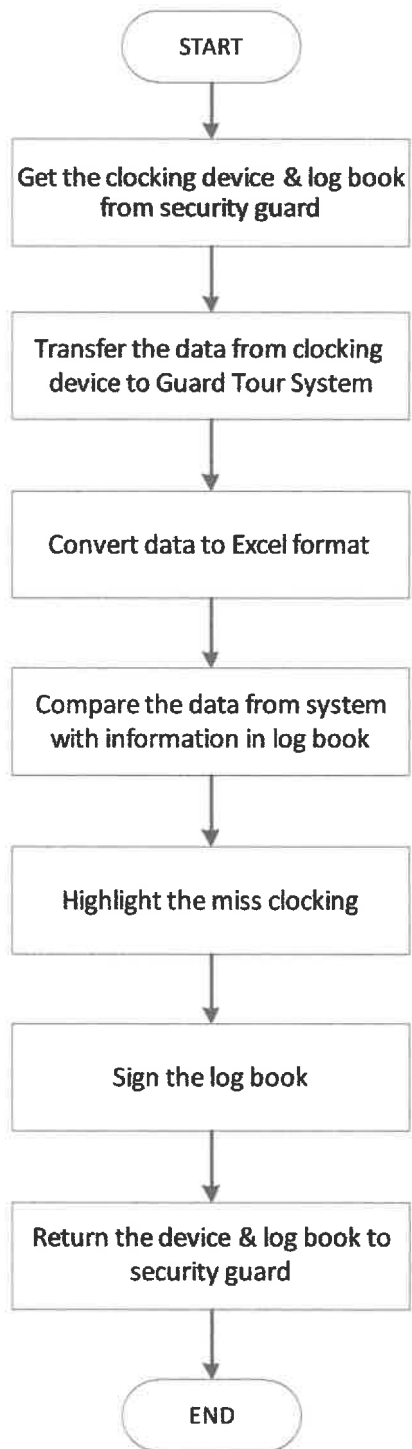 START
Get the clocking device & log book
from security guard
Transfer the data from clocking
device to Guard Tour System
Convert data to Excel format
Compare the data from system
with information in log book
Highlight the miss clocking
Sign the log book
Return the device & log book to
security guard
END